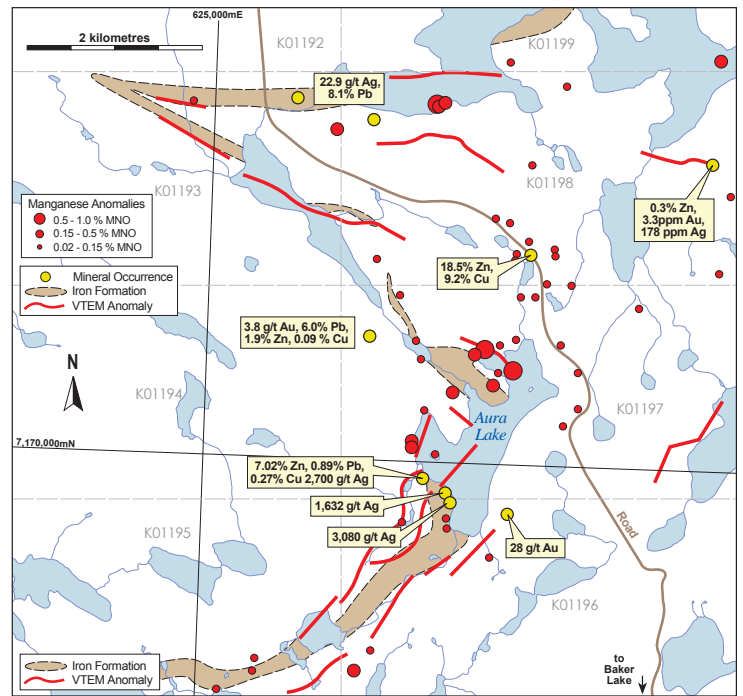 625,000mE
2 kilometres
K01192
K01199
22.9 g/t Ag,
8.1% Pb
K01193
K01198
Manganese Anomalies
0.5 - 1.0 % MNO
0.15 - 0.5 % MNO
0.02 - 0.15 % MNO
0.3% Zn,
3.3ppm Au,
178 ppm Ag
Mineral Occurrence
Iron Formation
VTEM Anomaly
18.5% Zn,
9.2% Cu
3.8 g/t Au, 6.0% Pb,
1.9% Zn, 0.09 % Cu
N
K01194
K01197
Aura
Lake
7,170,000mN
7.02% Zn, 0.89% Pb,
0.27% Cu 2,700 g/t Ag
1,632 g/t Ag
K01195
3,080 g/t Ag
28 g/t Au
Road
K01196
Iron Formation
VTEM Anomaly
to
Baker
Lake